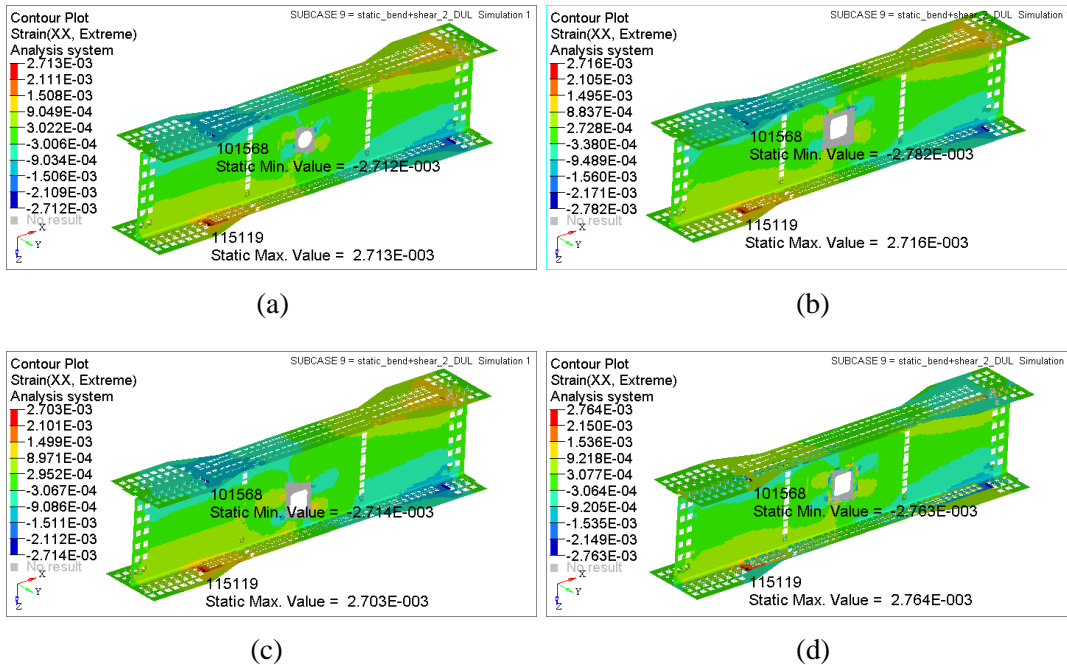 SUBCASE 9 = static_bend+shear_2_DUL Simulation 1
Contour Plot
Strain(XX, Extreme)
Analysis system
2.713E-03
2.111E-03
1.508E-03
9.049E-04
3.022E-04
-3.006E-04
-9.034E-04
-1.506E-03
-2.109E-03
-2.712E-03
No result
X
Y
Z
101568
Static Min. Value = -2.712E-003
115119
Static Max. Value = 2.713E-003
(a)
SUBCASE 9 = static_bend+shear_2_DUL Simulation 1
Contour Plot
Strain(XX, Extreme)
Analysis system
2.716E-03
2.105E-03
1.495E-03
8.837E-04
2.728E-04
-3.380E-04
-9.489E-04
-1.560E-03
-2.171E-03
-2.782E-03
No result
X
Y
Z
101568
Static Min. Value = -2.782E-003
115119
Static Max. Value = 2.716E-003
(b)
SUBCASE 9 = static_bend+shear_2_DUL Simulation 1
Contour Plot
Strain(XX, Extreme)
Analysis system
2.703E-03
2.101E-03
1.499E-03
8.971E-04
2.952E-04
-3.067E-04
-9.086E-04
-1.511E-03
-2.112E-03
-2.714E-03
No result
X
Y
Z
101568
Static Min. Value = -2.714E-003
115119
Static Max. Value = 2.703E-003
(c)
SUBCASE 9 = static_bend+shear_2_DUL Simulation
Contour Plot
Strain(XX, Extreme)
Analysis system
2.764E-03
2.150E-03
1.536E-03
9.218E-04
3.077E-04
-3.064E-04
-9.205E-04
-1.535E-03
-2.149E-03
-2.763E-03
No result
X
Y
Z
101568
Static Min. Value = -2.763E-003
115119
Static Max. Value = 2.764E-003
(d)